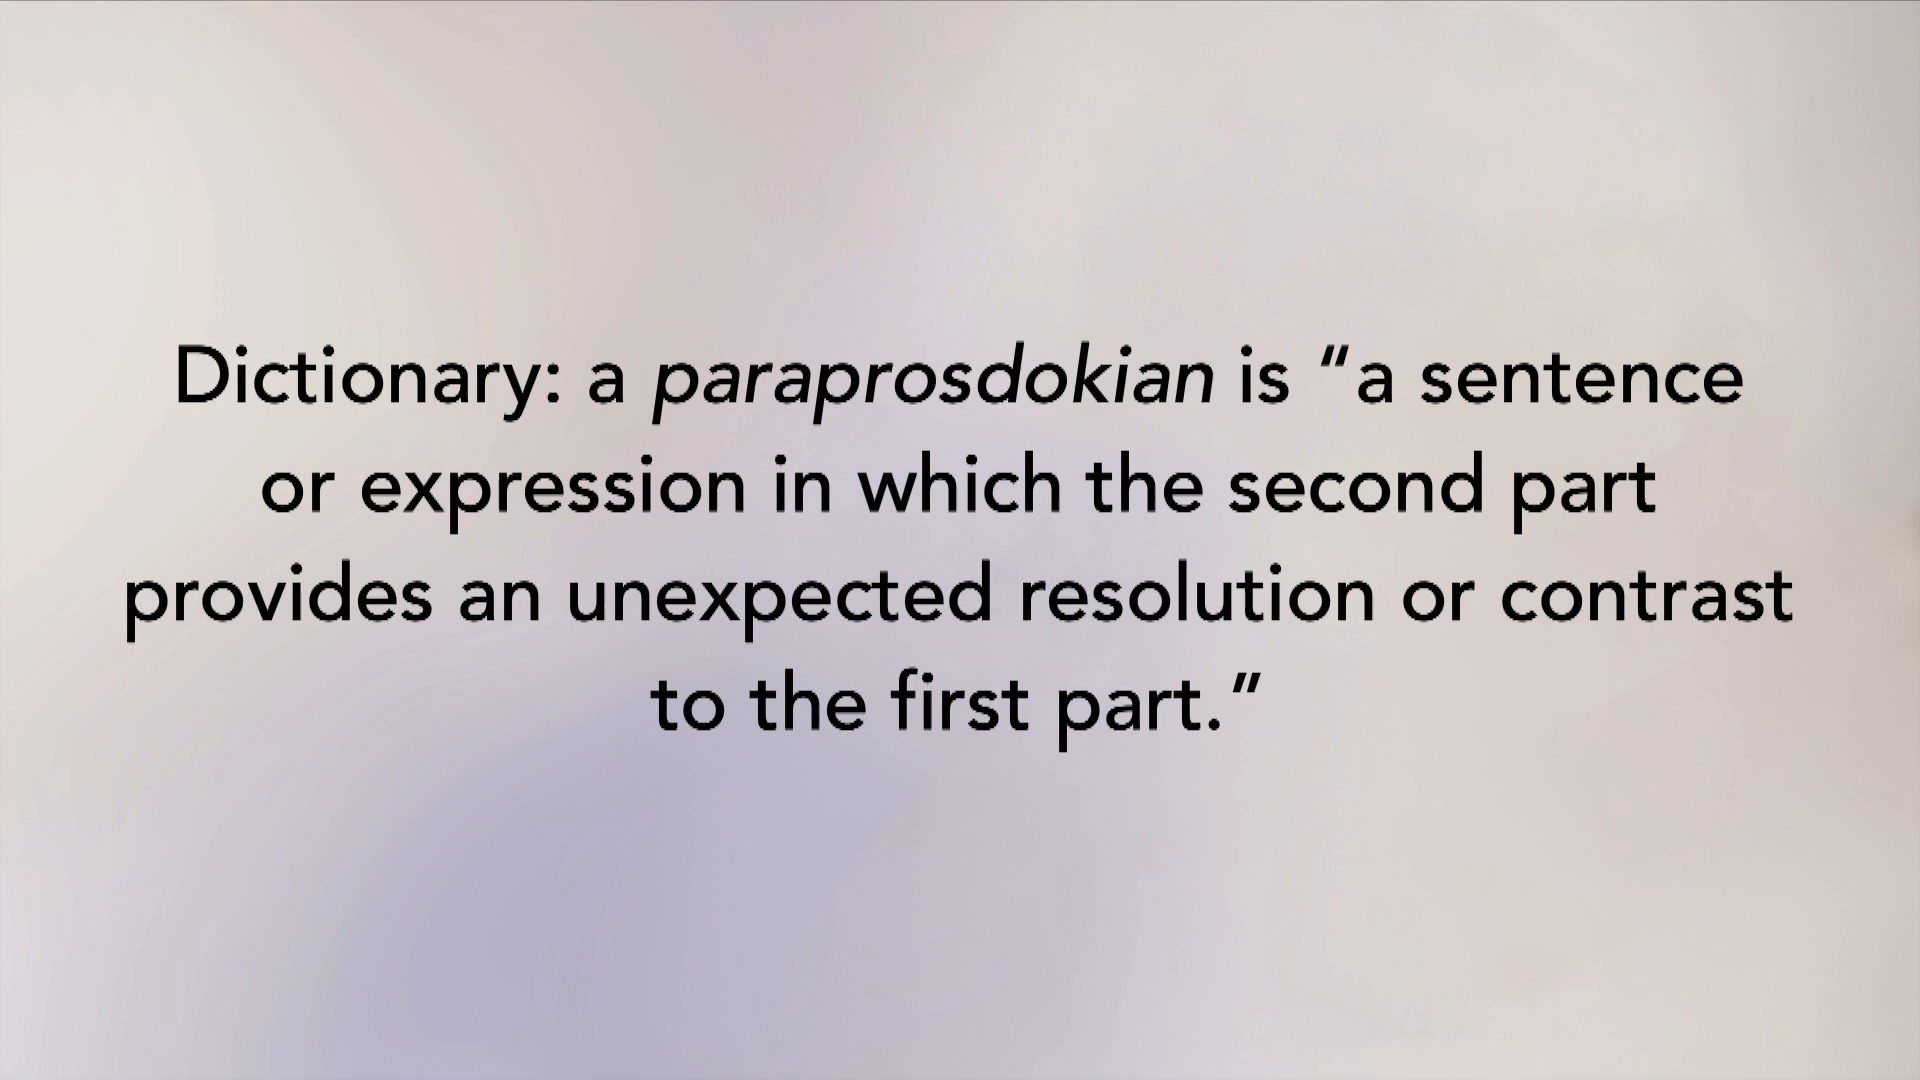 Dictionary: a paraprosdokian is “a sentence
or expression in which the second part
provides an unexpected resolution or contrast
to the first part.”